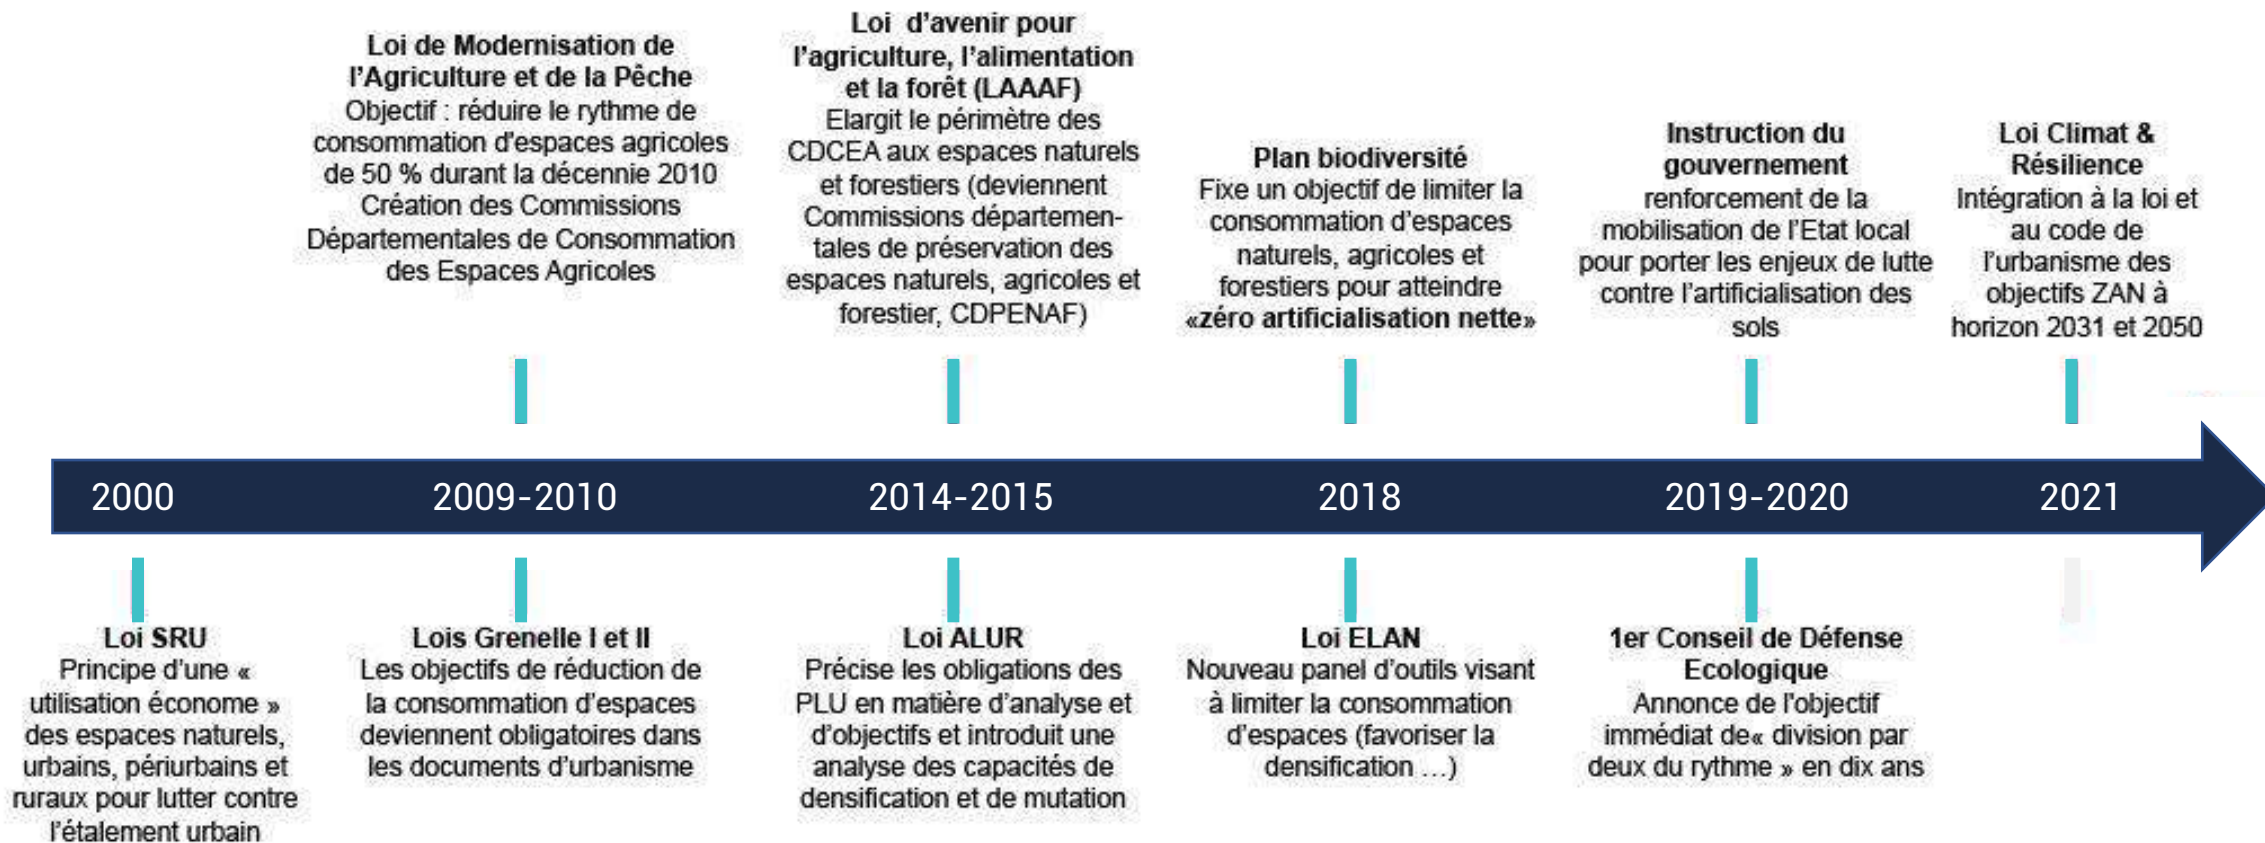 Loi de Modernisation de
l'Agriculture et de la Pêche
Objectif : réduire le rythme de
consommation d'espaces agricoles
de 50 % durant la décennie 2010
Création des Commissions
Départementales de Consommation
des Espaces Agricoles
Loi d'avenir pour
l'agriculture, l'alimentation
et la forêt (LAAAF)
Elargit le périmètre des
CDCEA aux espaces naturels
et forestiers (deviennent
Commissions départemen-
tales de préservation des
espaces naturels, agricoles et
forestier, CDPENAF)
Plan biodiversité
Fixe un objectif de limiter la
consommation d'espaces
naturels, agricoles et
forestiers pour atteindre
«zéro artificialisation nette»
Instruction du
gouvernement
renforcement de la
mobilisation de l'Etat local
pour porter les enjeux de lutte
contre l'artificialisation des
sols
Loi Climat &
Résilience
Intégration à la loi et
au code de
l'urbanisme des
objectifs ZAN à
horizon 2031 et 2050
2000
2009-2010
2014-2015
2018
2019-2020
2021
Loi SRU
Principe d'une «
utilisation économe »
des espaces naturels,
urbains, périurbains et
ruraux pour lutter contre
l'étalement urbain
Lois Grenelle I et II
Les objectifs de réduction de
la consommation d'espaces
deviennent obligatoires dans
les documents d'urbanisme
Loi ALUR
Précise les obligations des
PLU en matière d'analyse et
d'objectifs et introduit une
analyse des capacités de
densification et de mutation
Loi ELAN
Nouveau panel d'outils visant
à limiter la consommation
d'espaces (favoriser la
densification …)
1er Conseil de Défense
Ecologique
Annonce de l'objectif
immédiat de« division par
deux du rythme » en dix ans